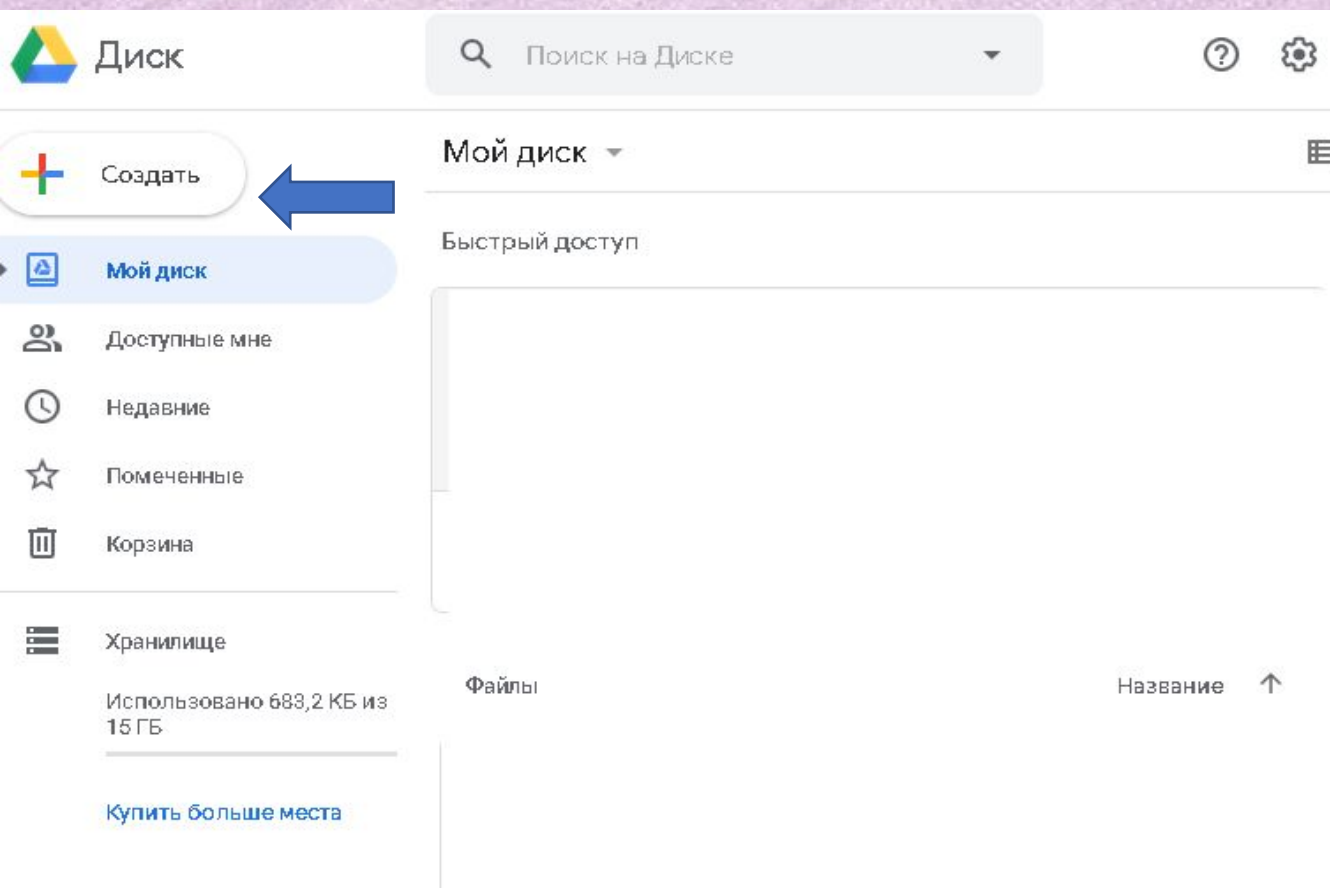 Диск
Поиск на Диске
Создать
Мой диск
Быстрый доступ
Мой диск
Доступные мне
Недавние
Помеченные
Корзина
Хранилище
Использовано 683,2 КБ из
15 ГБ
Купить больше места
Файлы
Название